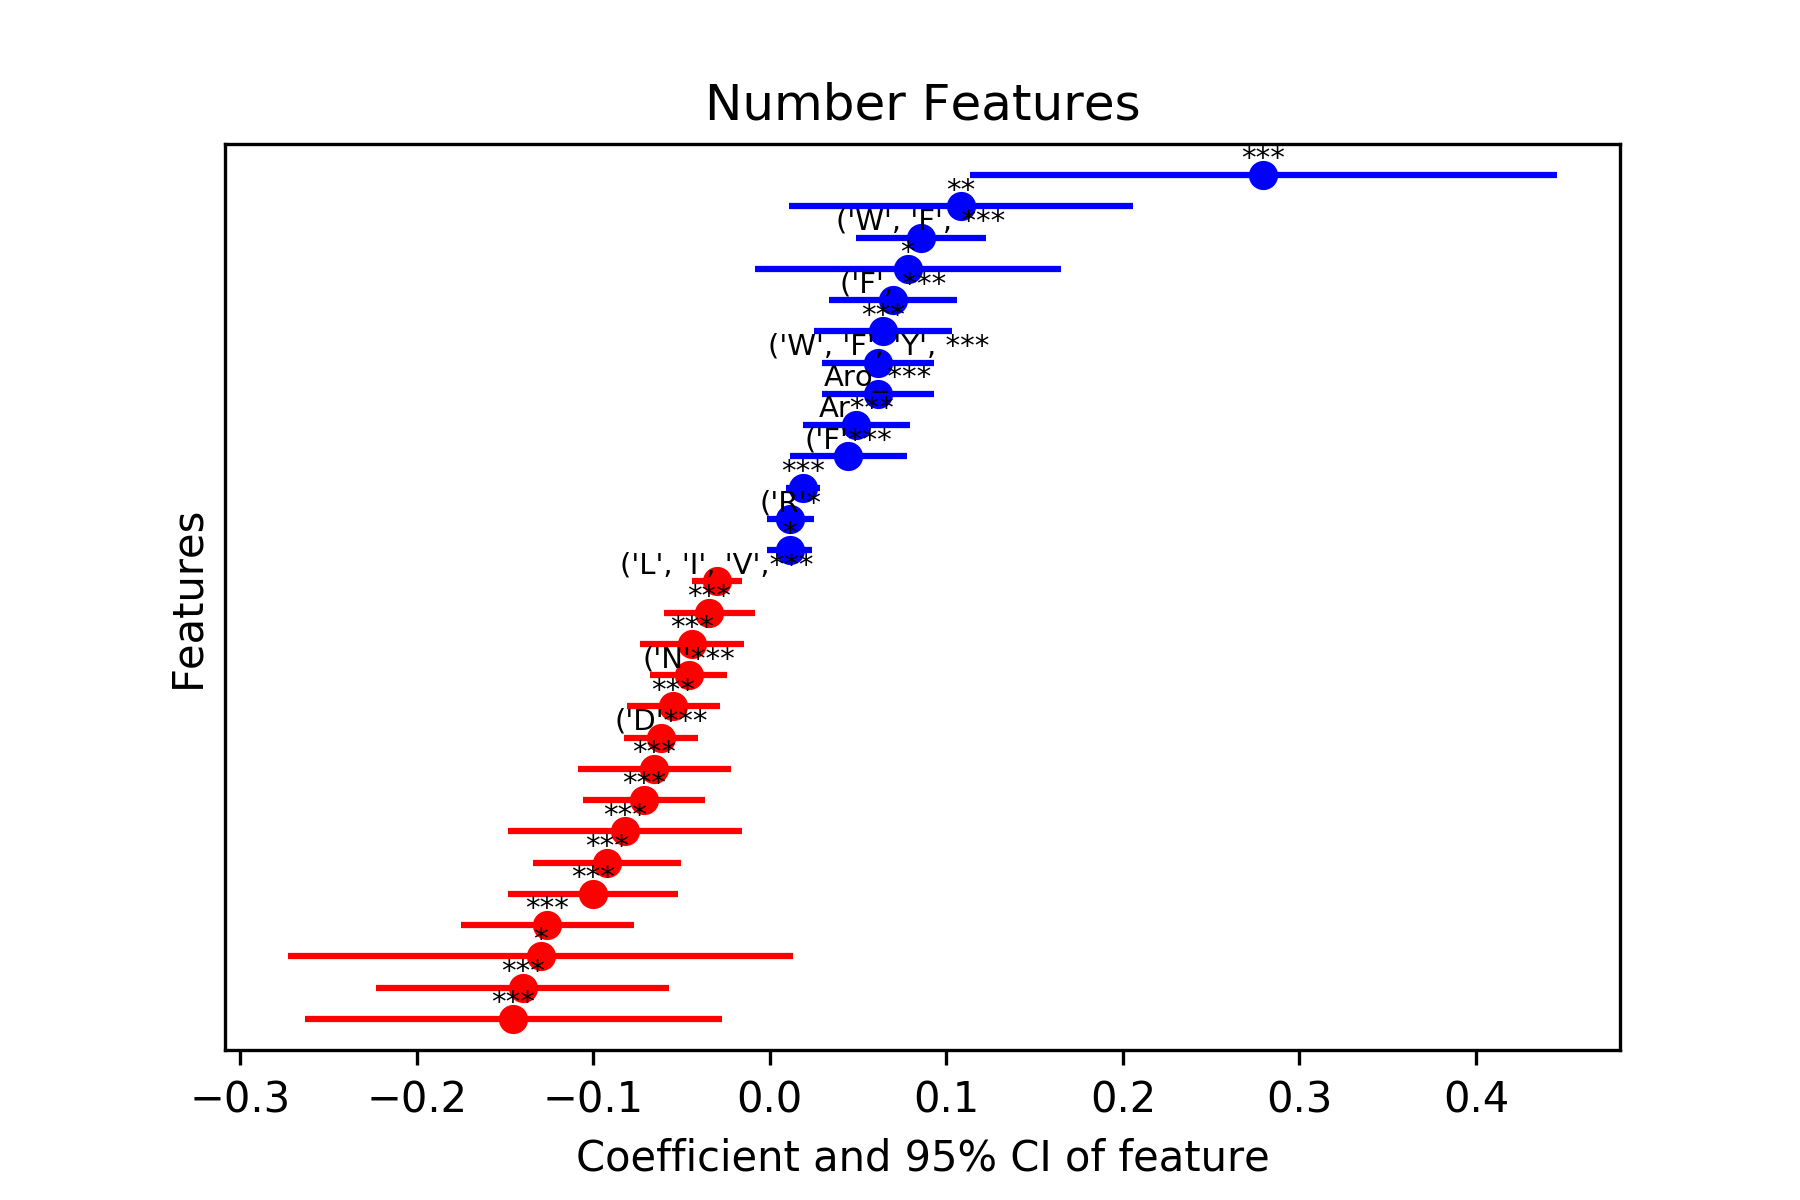 Number Features
***
**
('W', 'F', ***
*
('F', ***
***
('W', 'F', 'Y', ***
Aro ***
Ar***
('F'***
***
('R'*
*
('L', 'I', 'V',***
***
***
('N'***
***
('D'***
***
***
***
***
***
***
*
***
***
Features
−0.3 −0.2 −0.1 0.0 0.1 0.2 0.3 0.4
Coefficient and 95% CI of feature